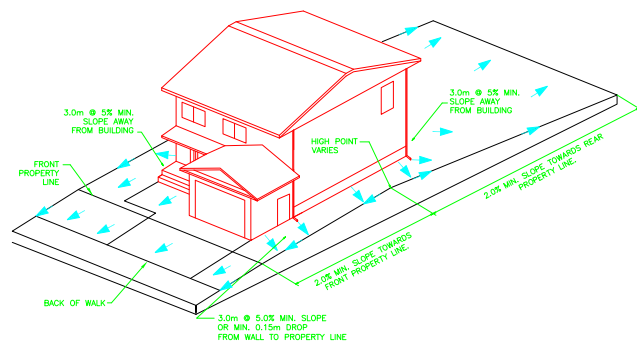 3.0m @ 5% MIN.
SLOPE AWAY
FROM BUILDING
3.0m @ 5% MIN.
SLOPE AWAY
FROM BUILDING
HIGH POINT
VARIES
FRONT
PROPERTY
LINE
2.0% MIN. SLOPE TOWARDS REAR
PROPERTY LINE.
2.0% MIN. SLOPE TOWARDS
FRONT PROPERTY LINE.
BACK OF WALK
3.0m @ 5.0% MIN. SLOPE
OR MIN. 0.15m DROP
FROM WALL TO PROPERTY LINE